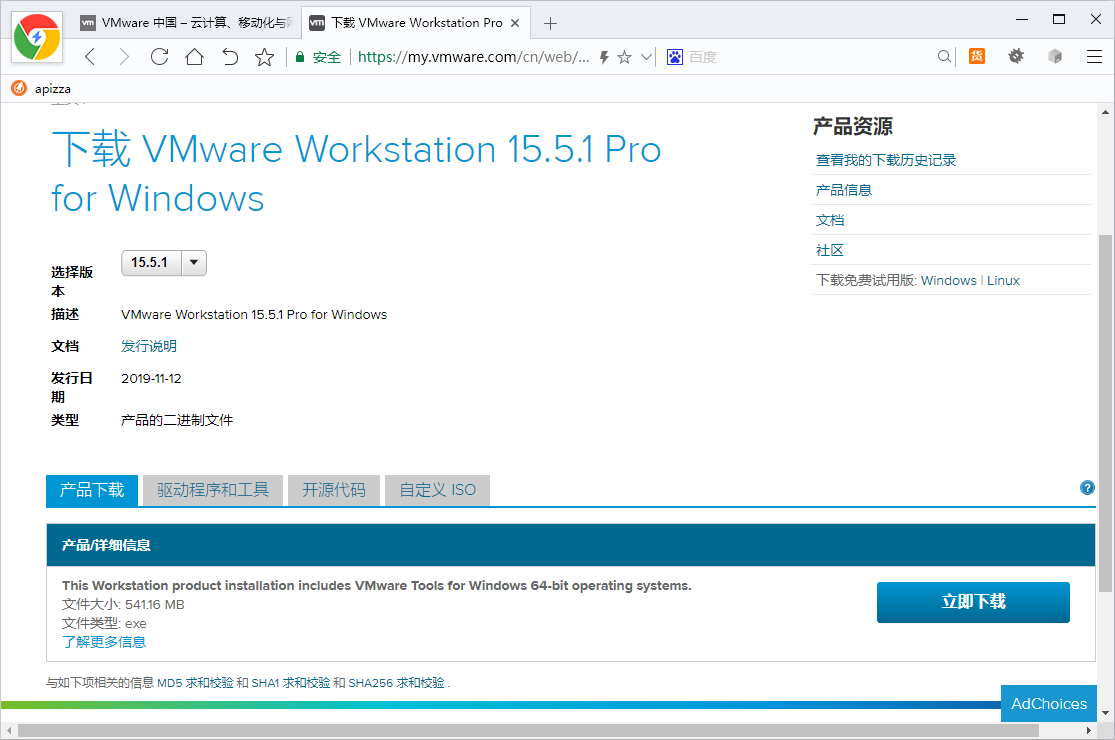 vm VMware 中国 – 云计算、移动化与网
vm 下载 VMware Workstation Pro
安全 https://my.vmware.com/cn/web/...
百度
货
apizza
下载 VMware Workstation 15.5.1 Pro
for Windows
选择版
本
15.5.1
描述 VMware Workstation 15.5.1 Pro for Windows
文档 发行说明
发行日
期
2019-11-12
类型 产品的二进制文件
产品资源
查看我的下载历史记录
产品信息
文档
社区
下载免费试用版: Windows | Linux
产品下载 驱动程序和工具 开源代码 自定义 ISO
?
产品/详细信息
This Workstation product installation includes VMware Tools for Windows 64-bit operating systems.
文件大小: 541.16 MB
文件类型: exe
了解更多信息
立即下载
与如下项相关的信息 MD5 求和校验 和 SHA1 求和校验 和 SHA256 求和校验 .
AdChoices